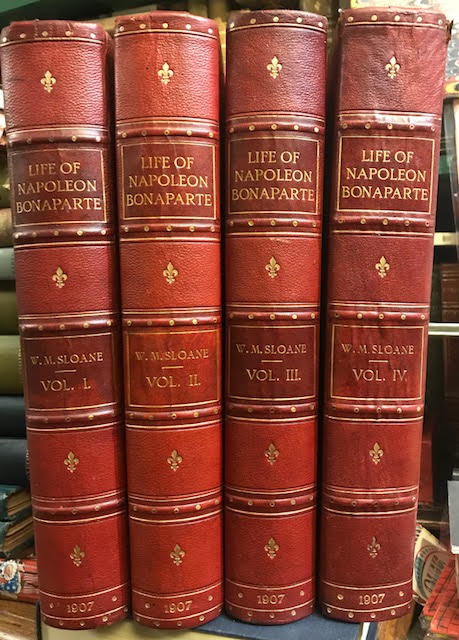 LIFE OF
NAPOLEON
BONAPARTE
W. M. SLOANE
VOL. I.
1907
LIFE OF
NAPOLEON
BONAPARTE
W. M. SLOANE
VOL. II.
1907
LIFE OF
NAPOLEON
BONAPARTE
W. M. SLOANE
VOL. III.
1907
LIFE OF
NAPOLEON
BONAPARTE
W. M. SLOANE
VOL. IV.
1907